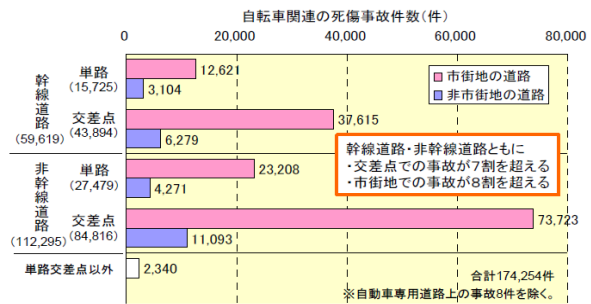 自転車関連の死傷事故件数(件)
0 20,000 40,000 60,000 80,000
幹線道路
(59,619)
単路
(15,725)
12,621
3,104
交差点
(43,894)
37,615
6,279
非幹線道路
(112,295)
単路
(27,479)
23,208
4,271
交差点
(84,816)
73,723
11,093
単路交差点以外
2,340
市街地の道路
非市街地の道路
幹線道路・非幹線道路ともに
・交差点での事故が7割を超える
・市街地での事故が8割を超える
合計174,254件
※自動車専用道路上の事故8件を除く。